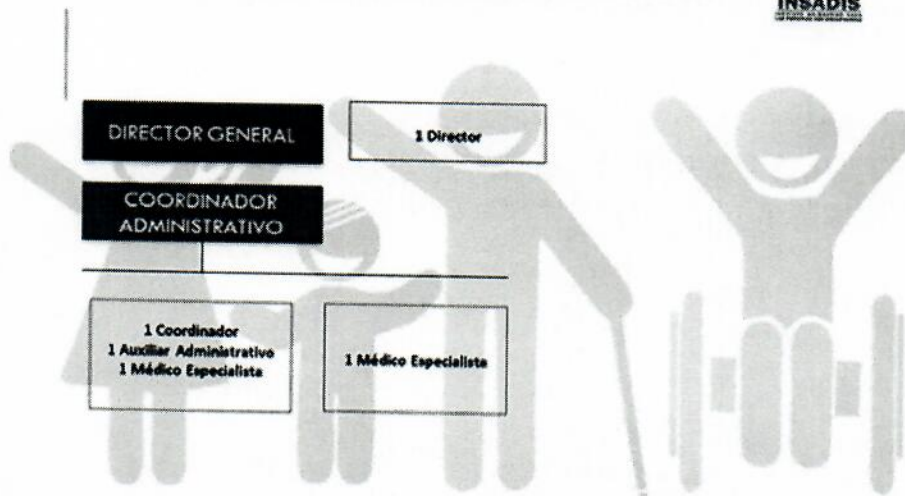 INSADIS
DIRECTOR GENERAL
1 Director
COORDINADOR
ADMINISTRATIVO
1 Coordinador
1 Auxiliar Administrativo
1 Médico Especialista
1 Médico Especialista